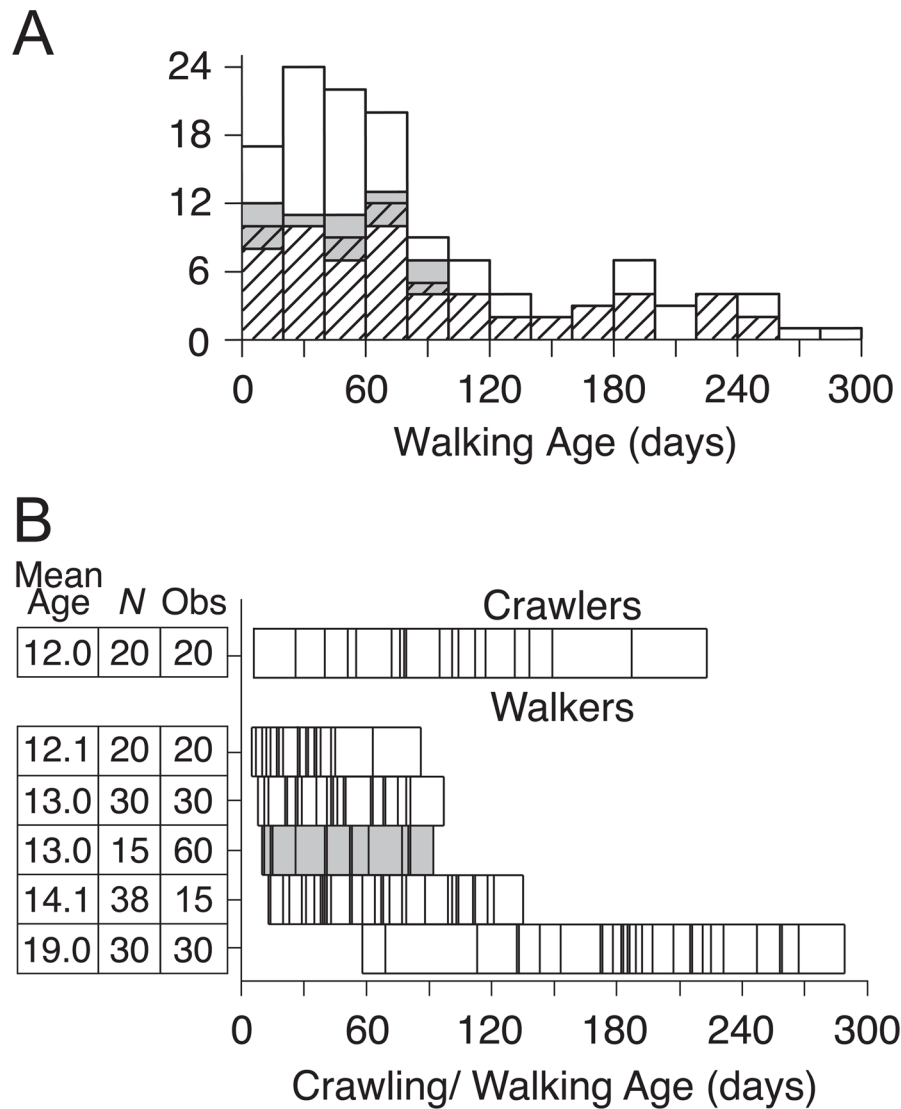 A
24
18
12
6
0
0 60 120 180 240 300
Walking Age (days)
B
Mean
Age N Obs
Crawlers
12.0 20 20
Walkers
12.1 20 20
13.0 30 30
13.0 15 60
14.1 38 15
19.0 30 30
0 60 120 180 240 300
Crawling/ Walking Age (days)